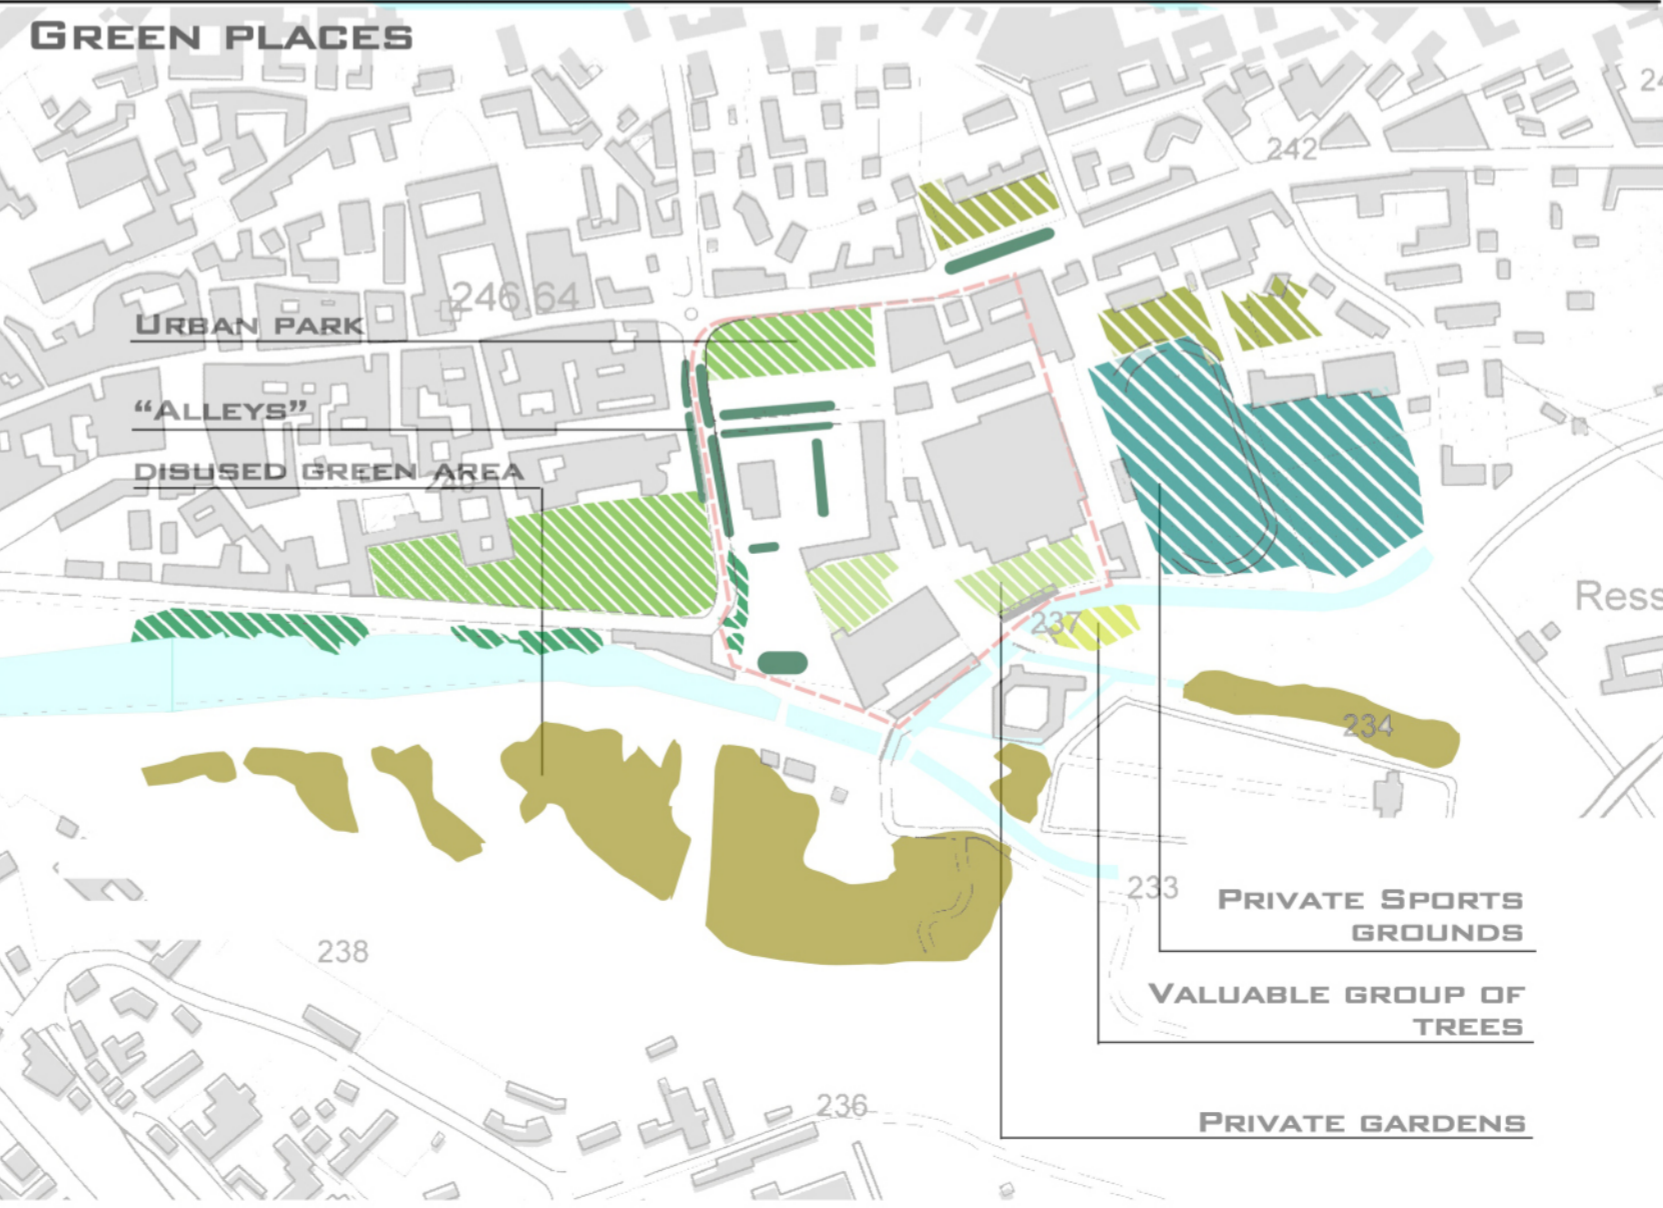 GREEN PLACES
24
242
246.64
URBAN PARK
“ALLEYS”
DISUSED GREEN AREA
Ress
237
234
233
PRIVATE SPORTS
GROUNDS
238
VALUABLE GROUP OF
TREES
236
PRIVATE GARDENS